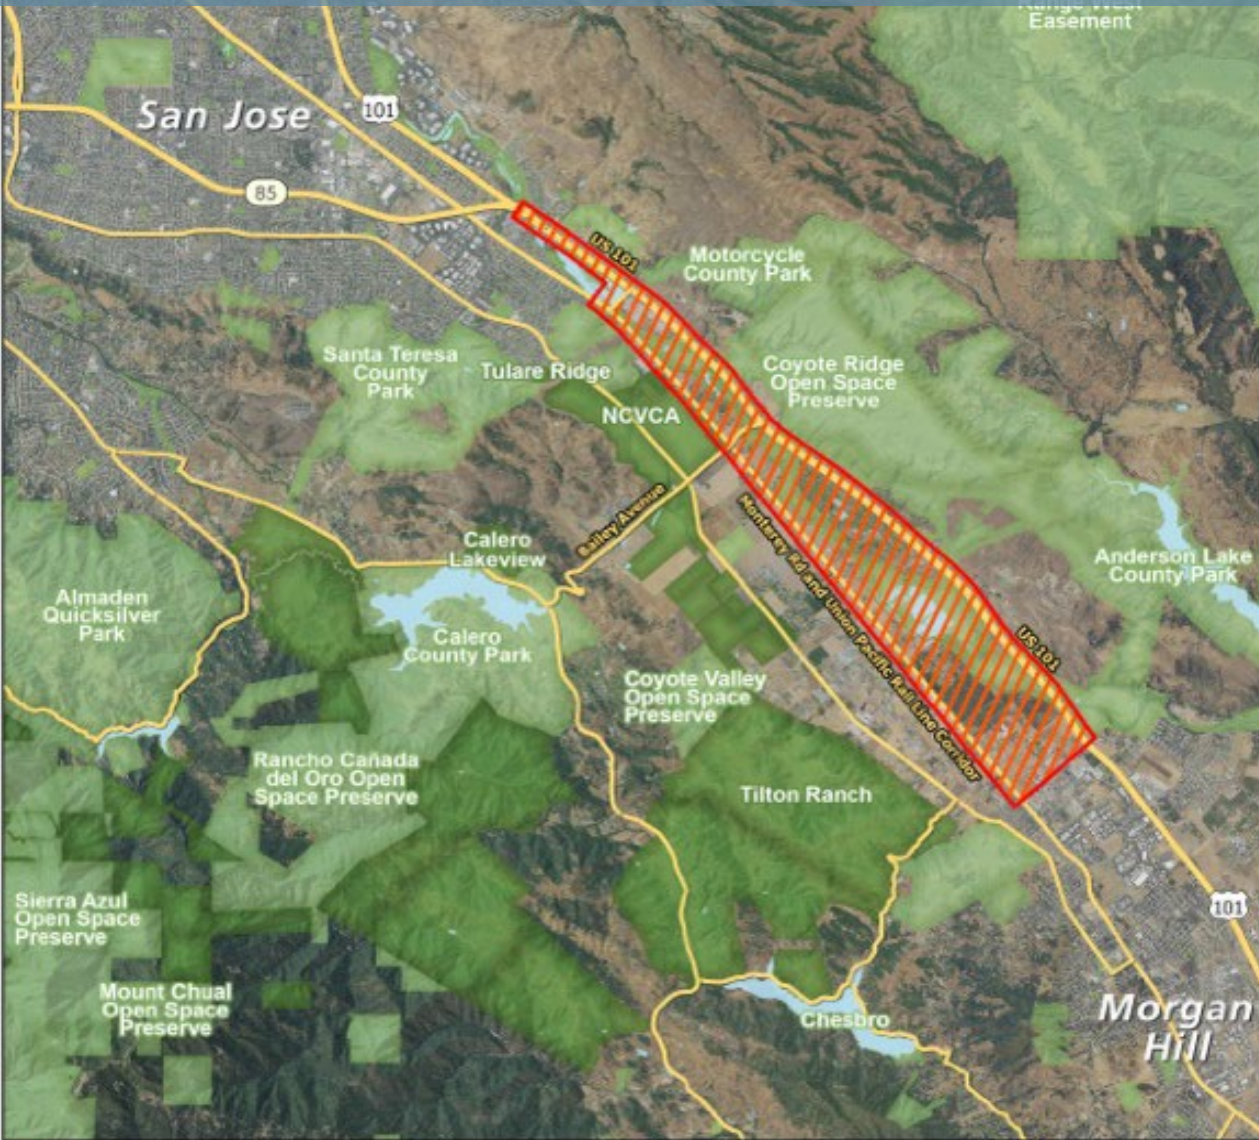 Range West
Easement
San Jose
101
85
US 101
Motorcycle
County Park
Santa Teresa
County
Park
Tulare Ridge
Coyote Ridge
Open Space
Preserve
NCVCA
Bailey Avenue
Monterey Rd and Union Pacific Rail Line Corridor
Calero
Lakeview
Anderson Lake
County Park
Almaden
Quicksilver
Park
Calero
County Park
US 101
Coyote Valley
Open Space
Preserve
Rancho Cañada
del Oro Open
Space Preserve
Tilton Ranch
Sierra Azul
Open Space
Preserve
101
Mount Chual
Open Space
Preserve
Chesbro
Morgan
Hill